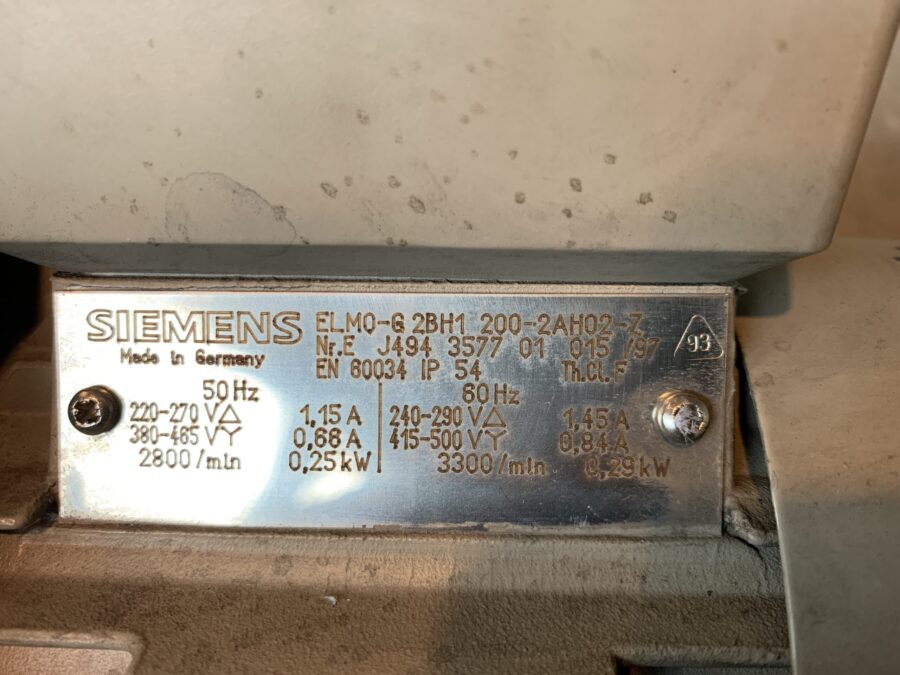 SIEMENS ELMO-G 2BH1 200-2AH02-Z
Made in Germany Nr.E J494 3577 01 015 /97 93
EN 60034 IP 54 Th.Cl.F
50 Hz 60 Hz
220-270 V△ 1,15 A 240-290 V△ 1,45 A
380-465 VY 0,66 A 415-500 VY 0,84 A
2800/min 0,25 kW 3300/min 0,29 kW